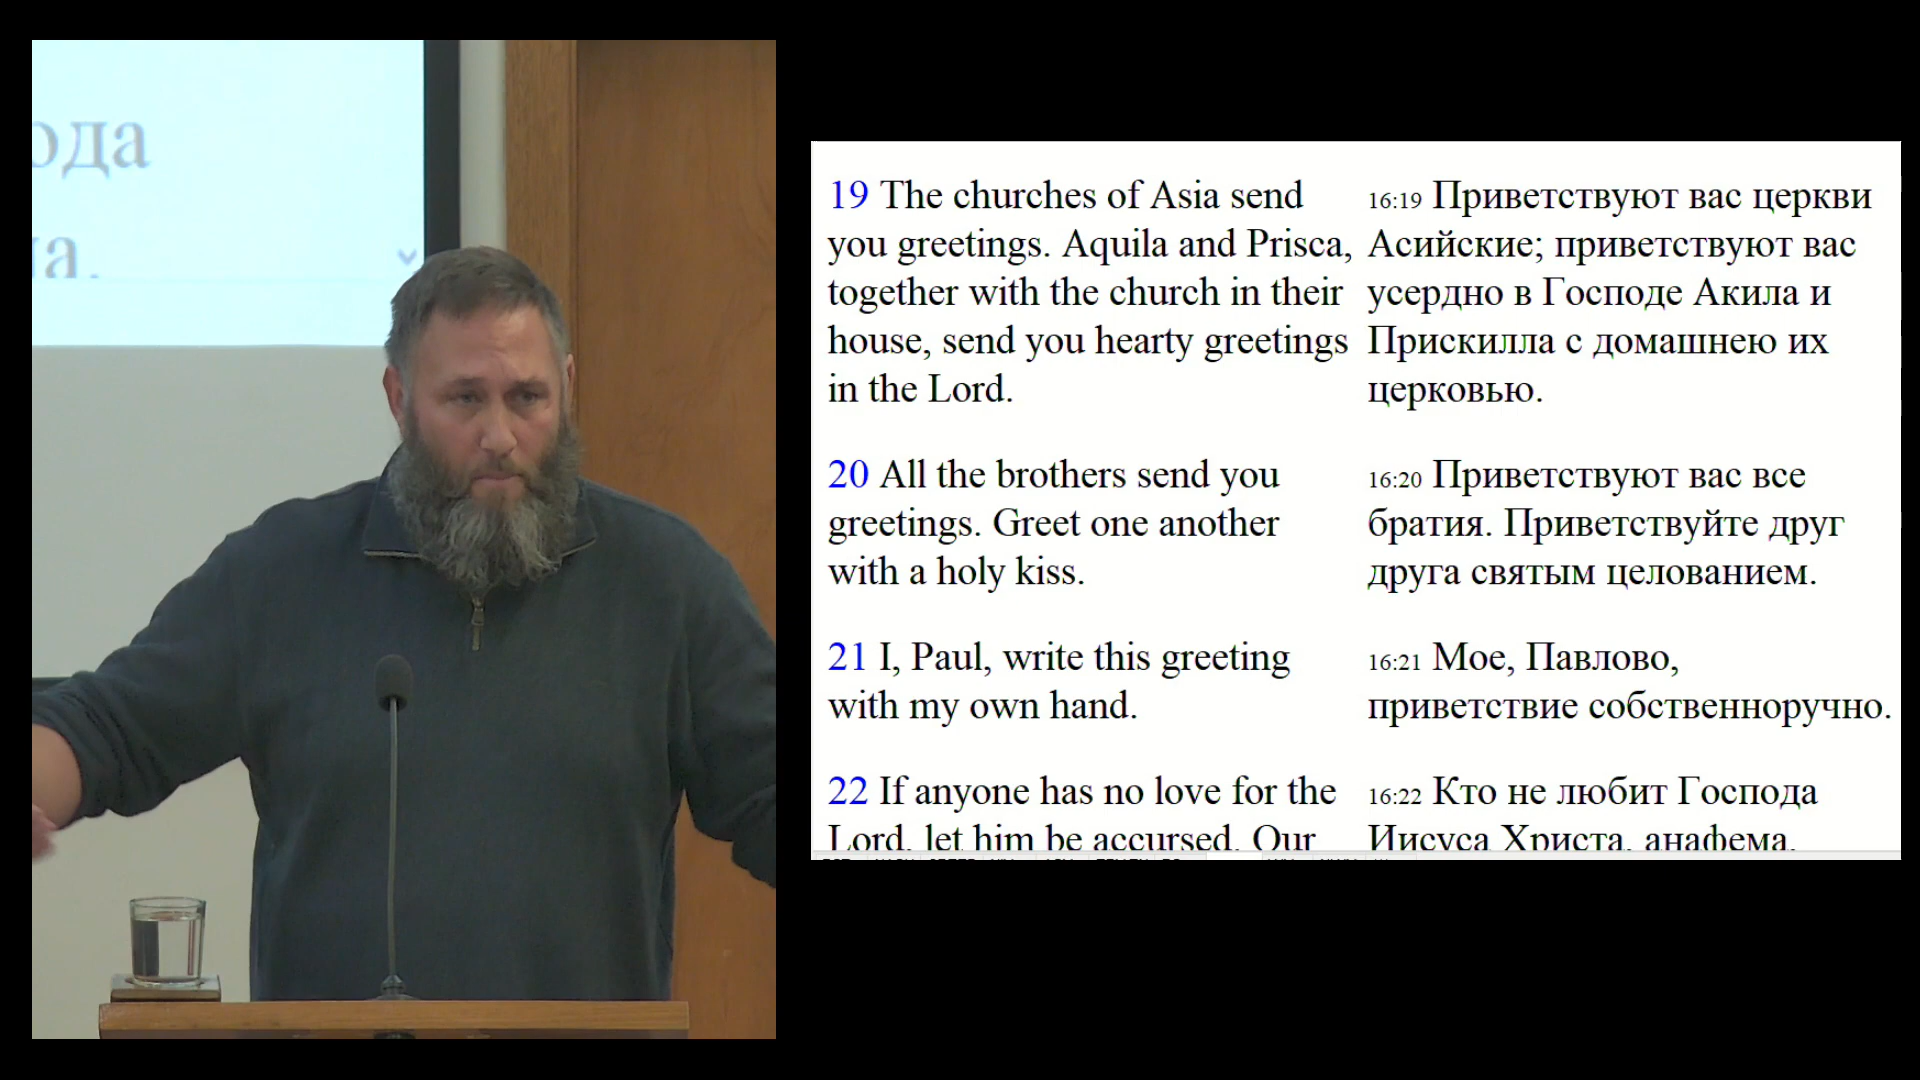 ода
19 The churches of Asia send
you greetings. Aquila and Prisca,
together with the church in their
house, send you hearty greetings
in the Lord.
20 All the brothers send you
greetings. Greet one another
with a holy kiss.
21 I, Paul, write this greeting
with my own hand.
22 If anyone has no love for the
Lord, let him be accursed. Our
16:19 Приветствуют вас церкви
Асийские; приветствуют вас
усердно в Господе Акила и
Прискилла с домашнею их
церковью.
16:20 Приветствуют вас все
братия. Приветствуйте друг
друга святым целованием.
16:21 Мое, Павлово,
приветствие собственноручно.
16:22 Кто не любит Господа
Иисуса Христа, анафема,